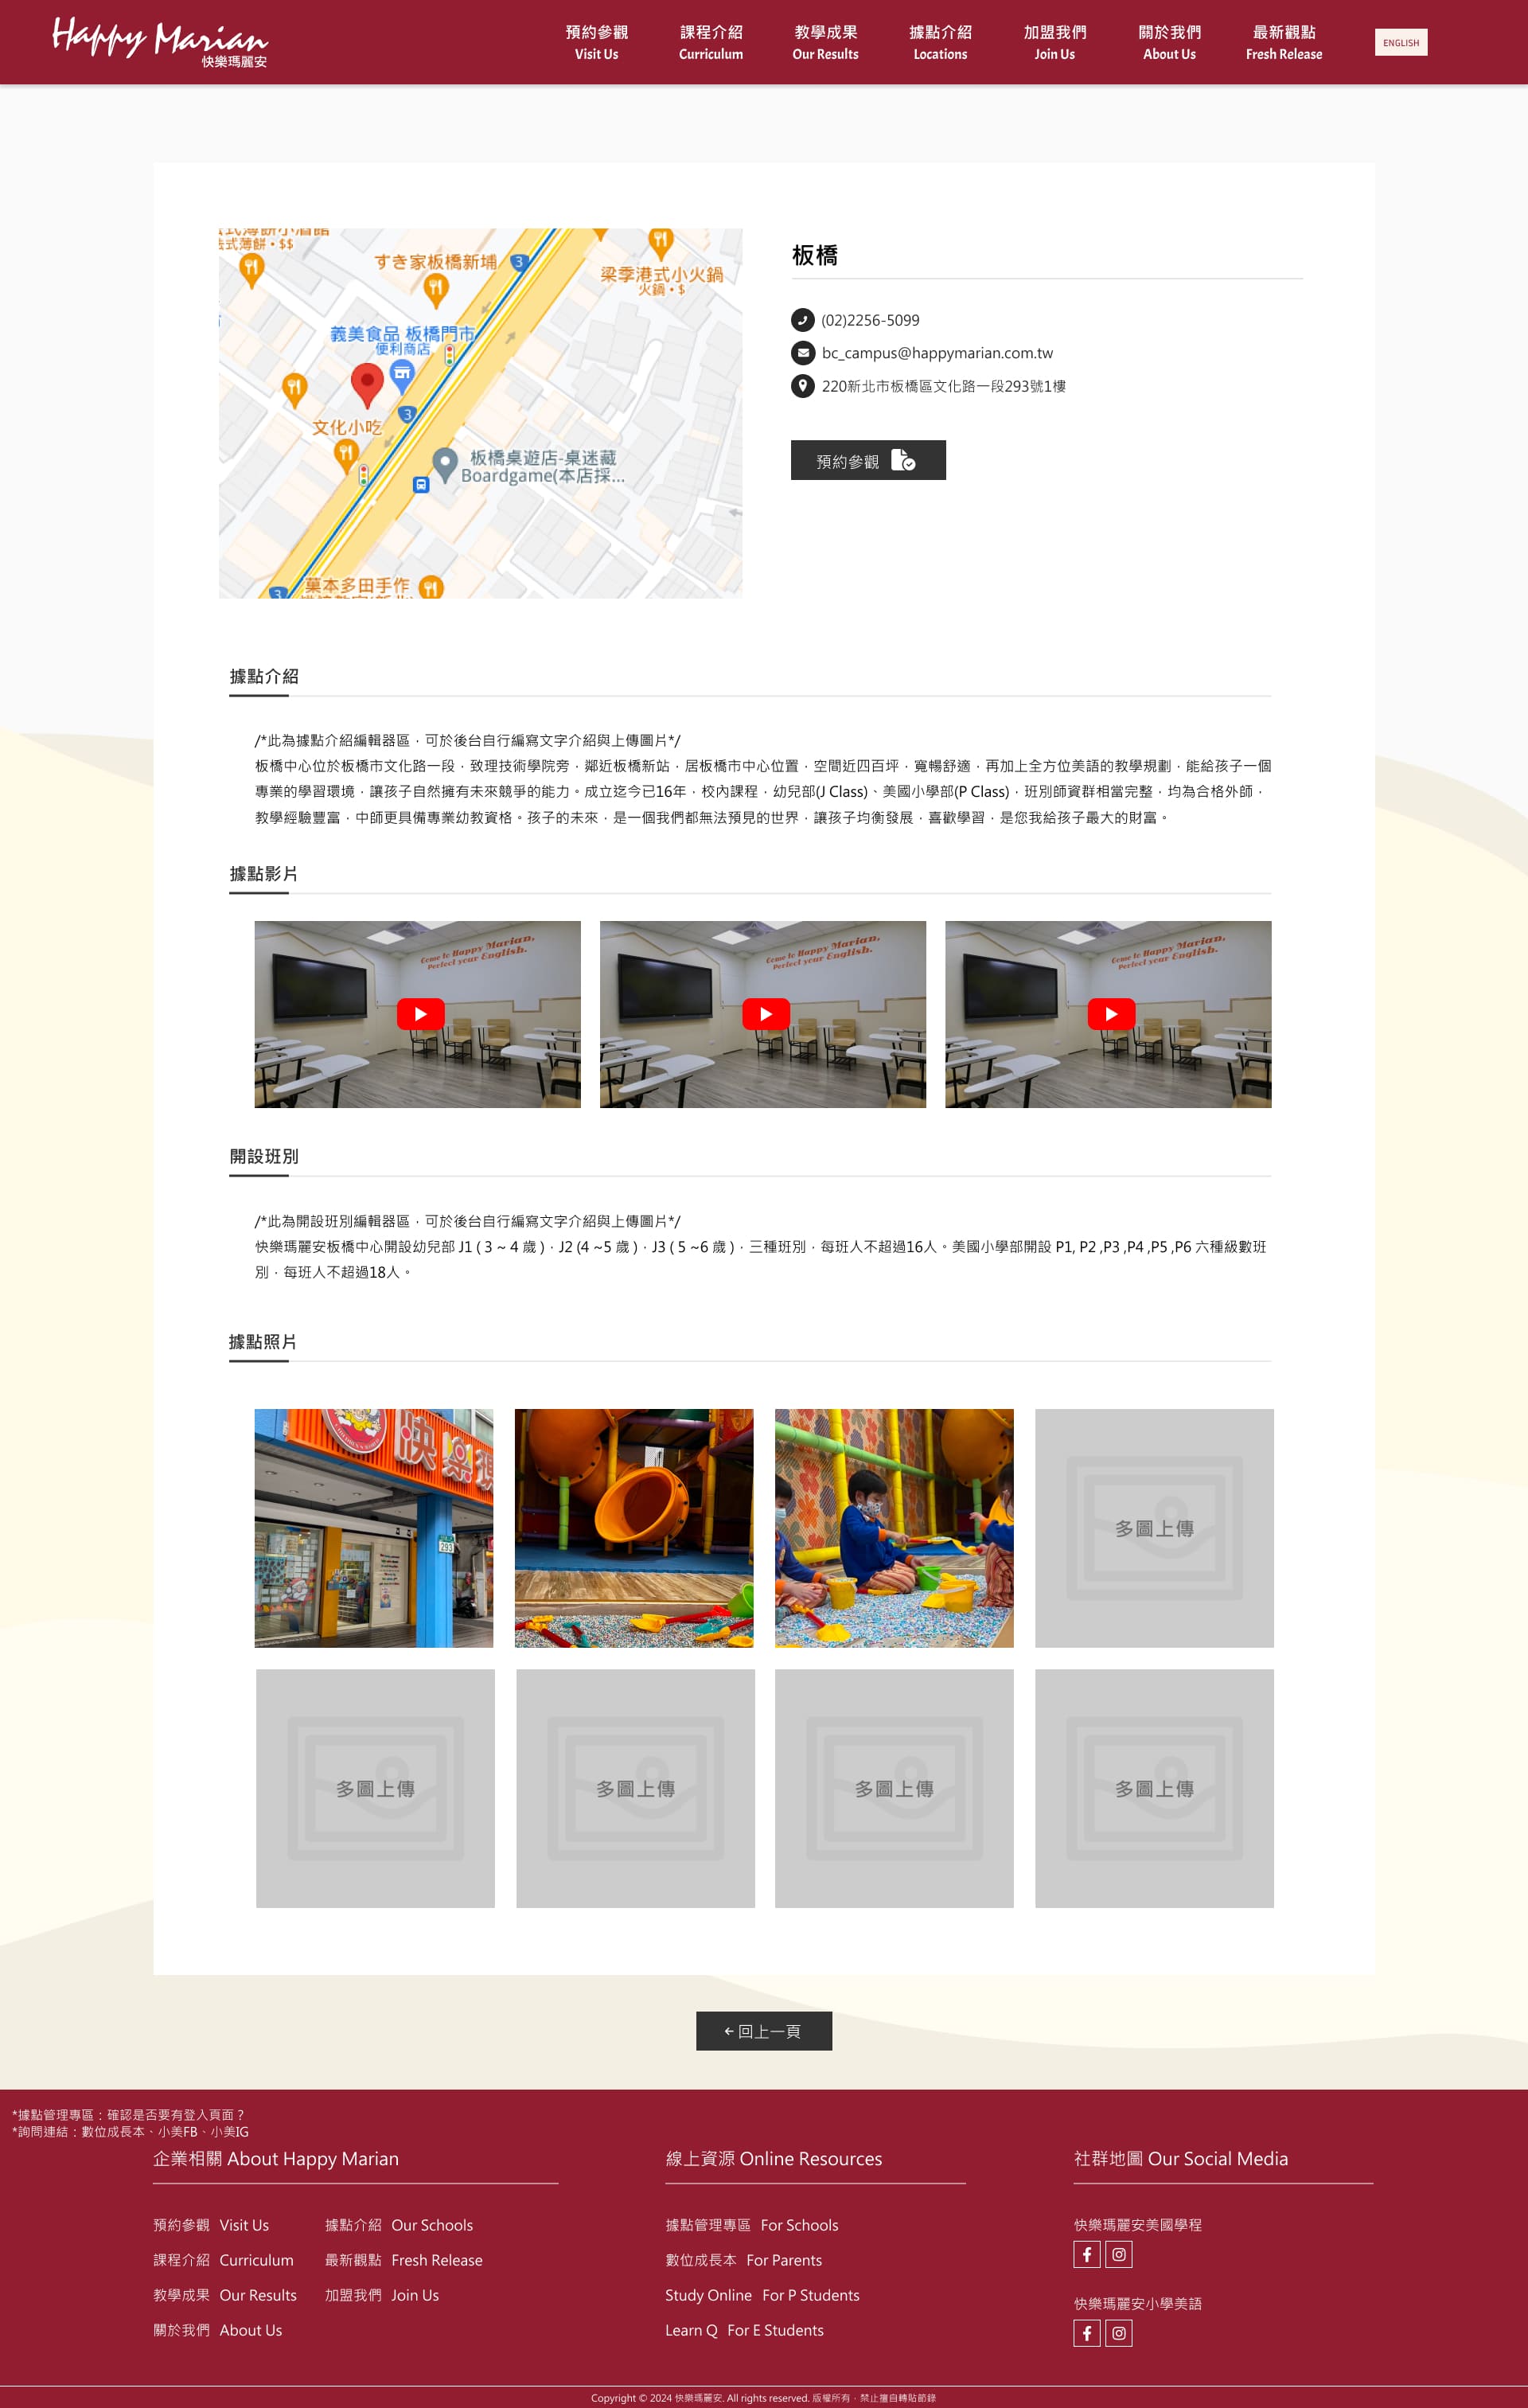 Happy Marian
快樂瑪麗安
預約參觀 課程介紹 教學成果 據點介紹 加盟我們 關於我們 最新觀點
Visit Us Curriculum Our Results Locations Join Us About Us Fresh Release
ENGLISH
法式薄餅•$$
すき家板橋新埔
梁季港式小火鍋
火鍋•$
義美食品 板橋門市
便利商店
文化小吃
板橋桌遊店-桌迷藏
Boardgame(本店採...
菓本多田手作
3
3
3
板橋
(02)2256-5099
bc_campus@happymarian.com.tw
220新北市板橋區文化路一段293號1樓
預約參觀
據點介紹
/*此為據點介紹編輯器區，可於後台自行編寫文字介紹與上傳圖片*/
板橋中心位於板橋市文化路一段，致理技術學院旁，鄰近板橋新站，居板橋市中心位置，空間近四百坪，寬暢舒適，再加上全方位美語的教學規劃，能給孩子一個
專業的學習環境，讓孩子自然擁有未來競爭的能力。成立迄今已16年，校內課程，幼兒部(J Class)、美國小學部(P Class)，班別師資群相當完整，均為合格外師，
教學經驗豐富，中師更具備專業幼教資格。孩子的未來，是一個我們都無法預見的世界，讓孩子均衡發展，喜歡學習，是您我給孩子最大的財富。
據點影片
Come to Happy Marian,
Perfect your English.
Come to Happy Marian,
Perfect your English.
Come to Happy Marian,
Perfect your English.
開設班別
/*此為開設班別編輯器區，可於後台自行編寫文字介紹與上傳圖片*/
快樂瑪麗安板橋中心開設幼兒部 J1 ( 3 ~ 4 歲 )，J2 (4 ~5 歲 )，J3 ( 5 ~6 歲 )，三種班別，每班人不超過16人。美國小學部開設 P1, P2 ,P3 ,P4 ,P5 ,P6 六種級數班
別，每班人不超過18人。
據點照片
快樂瑪
293
多圖上傳
多圖上傳 多圖上傳 多圖上傳 多圖上傳
←回上一頁
*據點管理專區：確認是否要有登入頁面？
*詢問連結：數位成長本、小美FB、小美IG
企業相關 About Happy Marian
預約參觀 Visit Us 據點介紹 Our Schools
課程介紹 Curriculum 最新觀點 Fresh Release
教學成果 Our Results 加盟我們 Join Us
關於我們 About Us
線上資源 Online Resources
據點管理專區 For Schools
數位成長本 For Parents
Study Online For P Students
Learn Q For E Students
社群地圖 Our Social Media
快樂瑪麗安美國學程
快樂瑪麗安小學美語
Copyright © 2024 快樂瑪麗安. All rights reserved. 版權所有，禁止擅自轉貼節錄